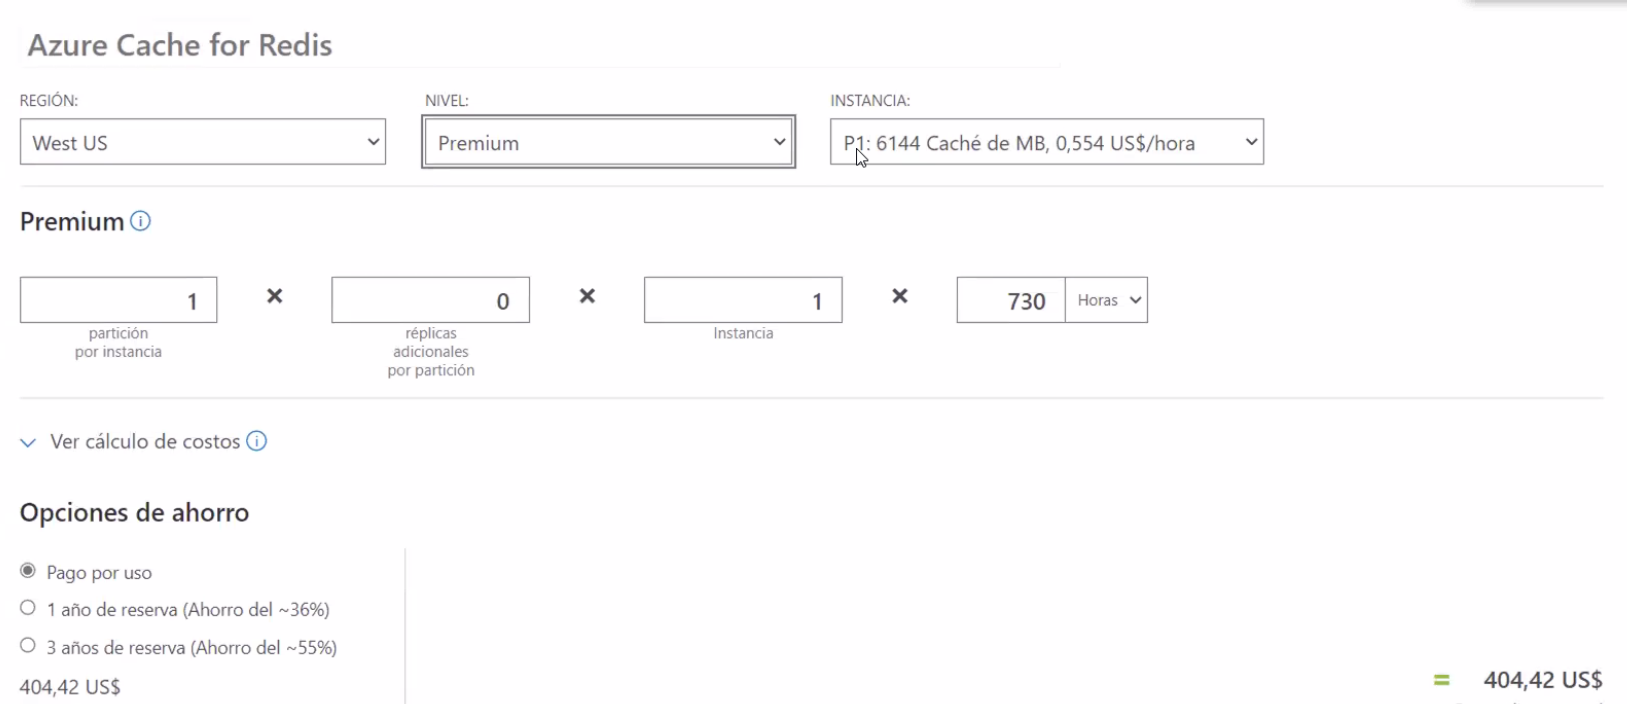 Azure Cache for Redis
REGIÓN:
NIVEL:
INSTANCIA:
West US
Premium
P1: 6144 Caché de MB, 0,554 US$/hora
Premium
1
0
1
730
Horas
partición
por instancia
réplicas
adicionales
por partición
Instancia
Ver cálculo de costos
Opciones de ahorro
Pago por uso
1 año de reserva (Ahorro del ~36%)
3 años de reserva (Ahorro del ~55%)
404,42 US$
= 404,42 US$